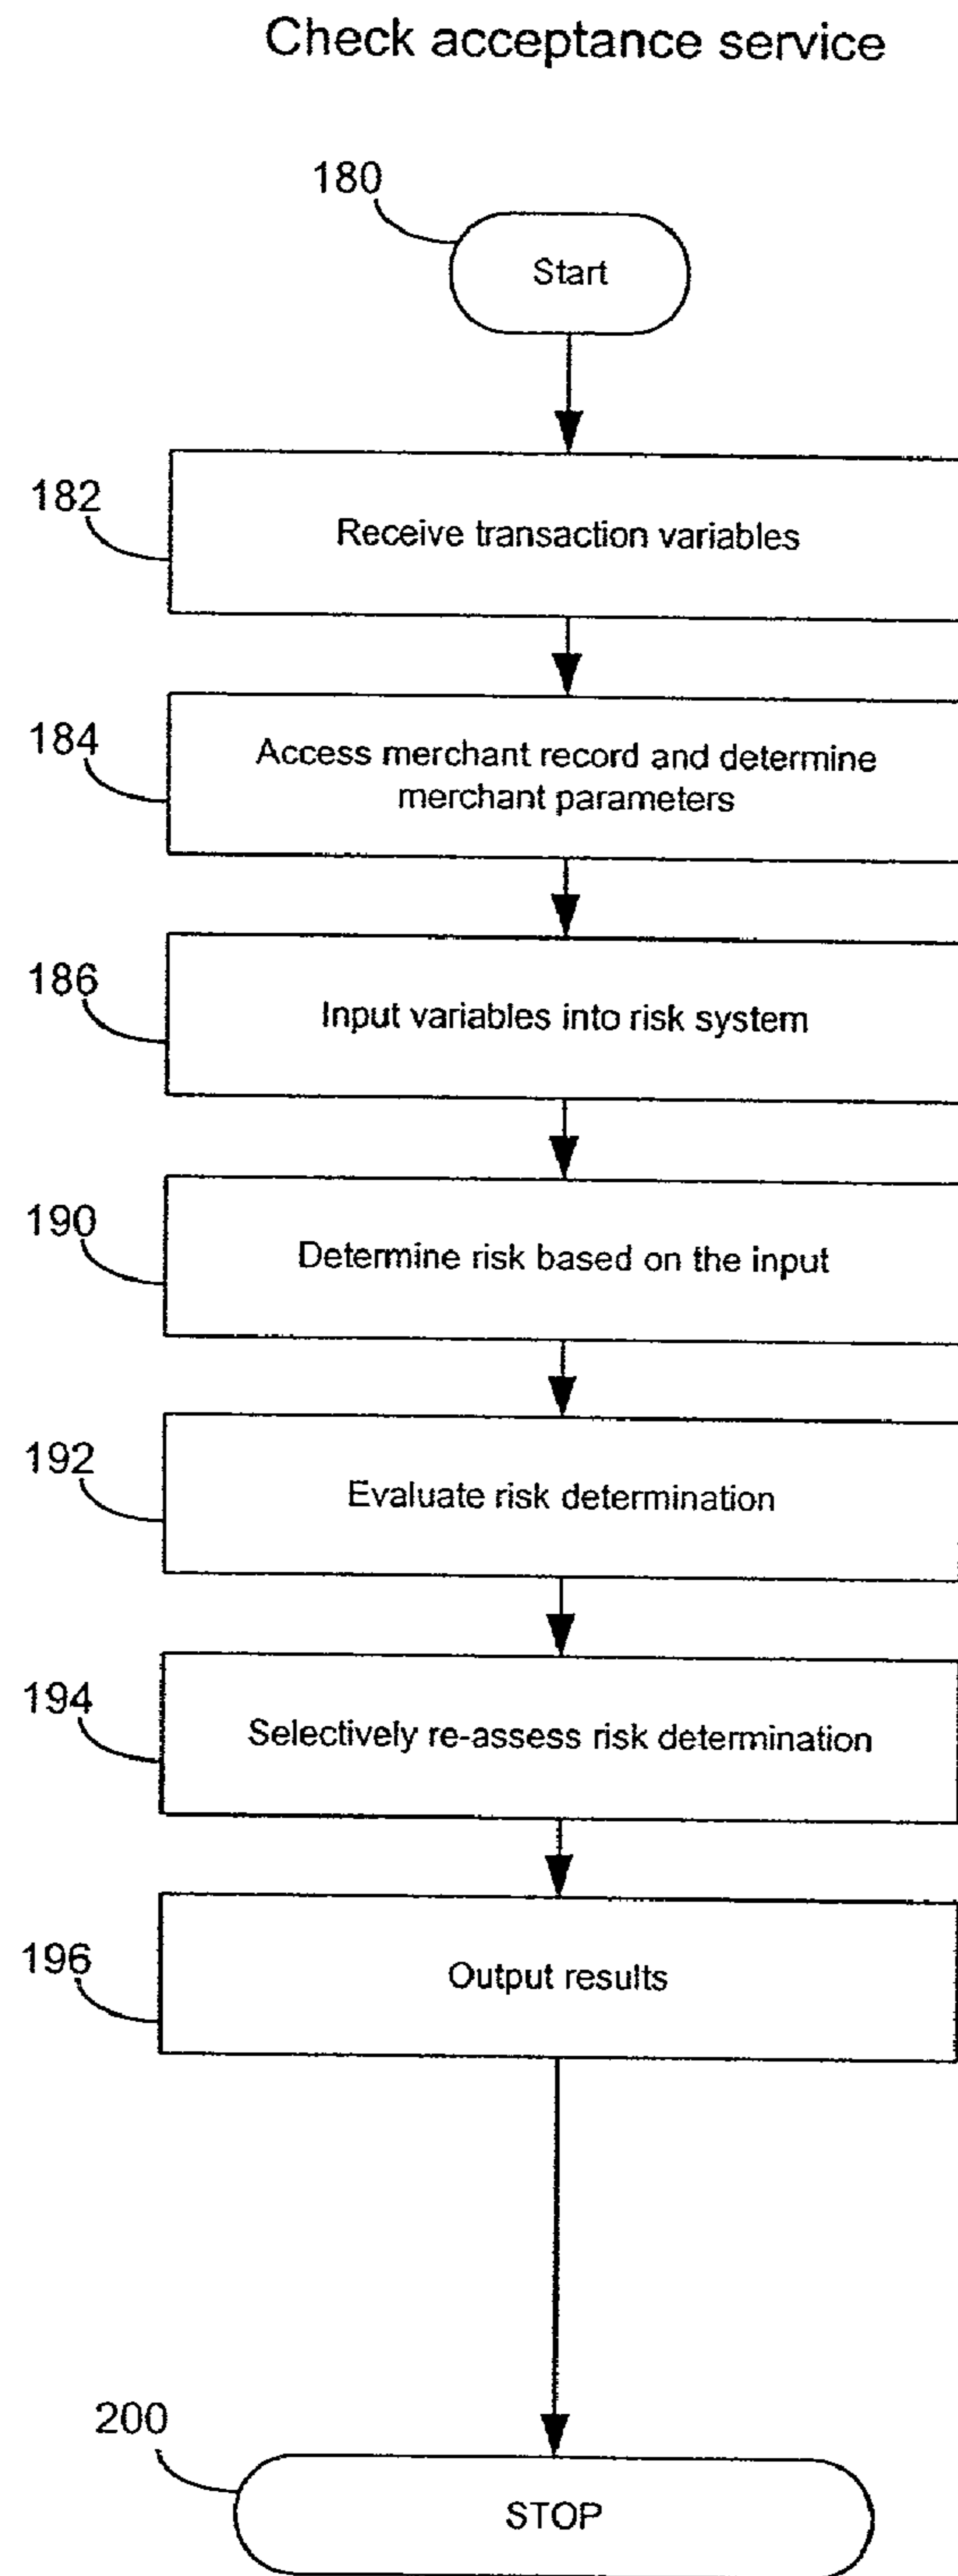 Check acceptance service
180
Start
182
Receive transaction variables
184
Access merchant record and determine
merchant parameters
186
Input variables into risk system
190
Determine risk based on the input
192
Evaluate risk determination
194
Selectively re-assess risk determination
196
Output results
200
STOP